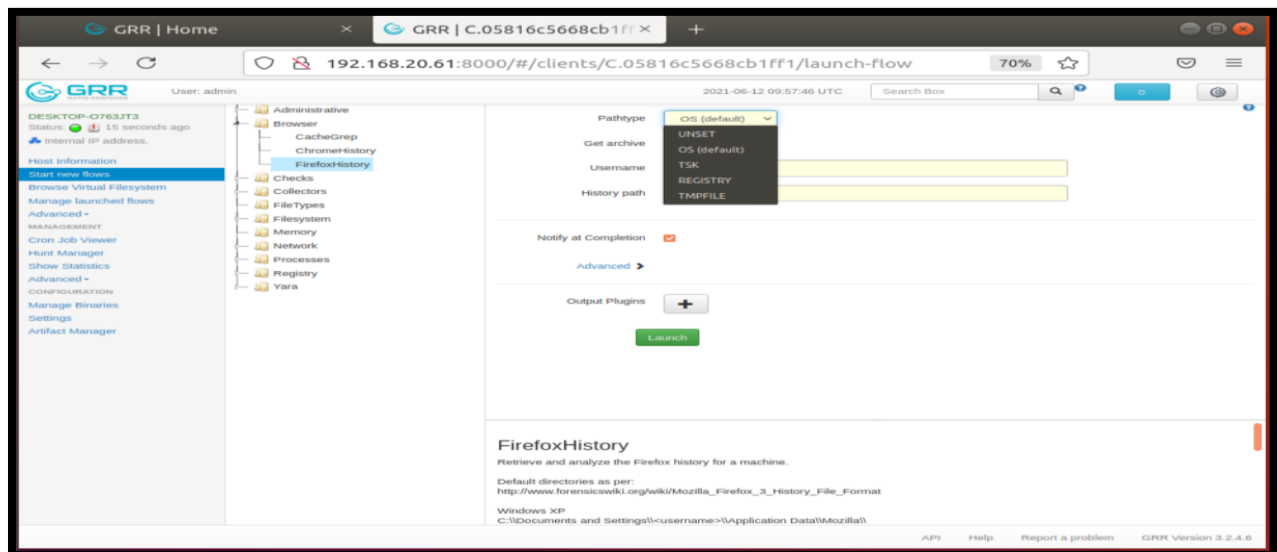 GRR | Home
GRR | C.05816c5668cb1ff
192.168.20.61:8000/#/clients/C.05816c5668cb1ff1/launch-flow
70%
GRR
RAPID RESPONSE
User: admin
2021-06-12 09:57:46 UTC
Search Box
DESKTOP-O763JT3
Status: 15 seconds ago
Internal IP address.
Host Information
Start new flows
Browse Virtual Filesystem
Manage launched flows
Advanced
MANAGEMENT
Cron Job Viewer
Hunt Manager
Show Statistics
Advanced
CONFIGURATION
Manage Binaries
Settings
Artifact Manager
Administrative
Browser
CacheGrep
ChromeHistory
FirefoxHistory
Checks
Collectors
FileTypes
Filesystem
Memory
Network
Processes
Registry
Yara
Pathtype
OS (default)
UNSET
OS (default)
TSK
REGISTRY
TMPFILE
Get archive
Username
History path
Notify at Completion
Advanced
Output Plugins
Launch
FirefoxHistory
Retrieve and analyze the Firefox history for a machine.
Default directories as per:
http://www.forensicswiki.org/wiki/Mozilla_Firefox_3_History_File_Format
Windows XP
C:\\Documents and Settings\\<username>\\Application Data\\Mozilla\\
API
Help
Report a problem
GRR Version 3.2.4.6